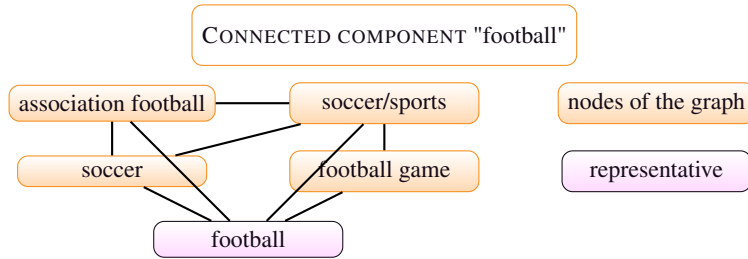 CONNECTED COMPONENT "football"
association football
soccer/sports
nodes of the graph
soccer
football game
representative
football